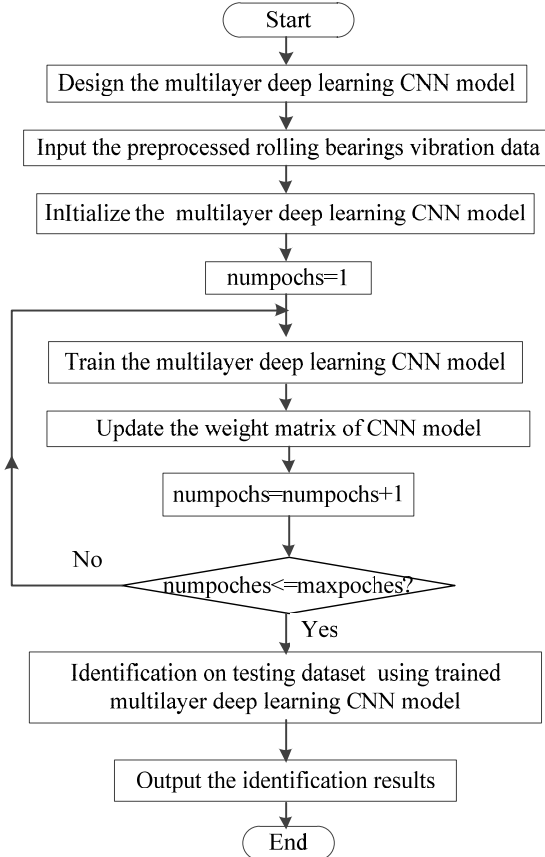 Start
Design the multilayer deep learning CNN model
Input the preprocessed rolling bearings vibration data
InItialize the multilayer deep learning CNN model
numpochs=1
Train the multilayer deep learning CNN model
Update the weight matrix of CNN model
numpochs=numpochs+1
No
numpoches<=maxpoches?
Yes
Identification on testing dataset using trained
multilayer deep learning CNN model
Output the identification results
End